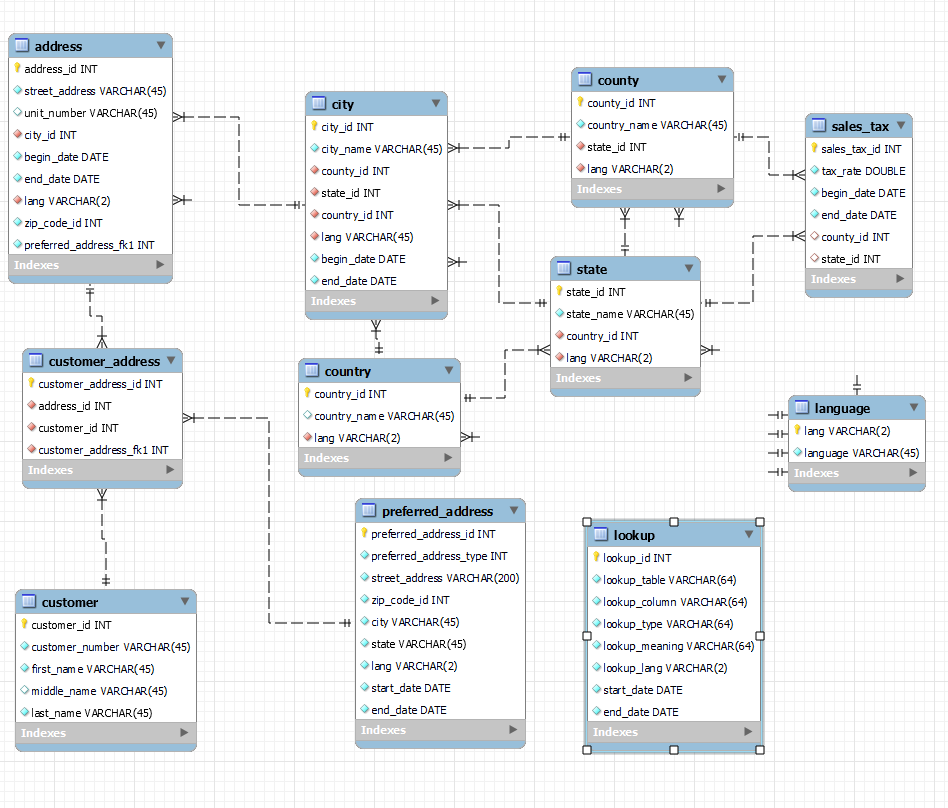 address
address_id INT
street_address VARCHAR(45)
unit_number VARCHAR(45)
city_id INT
begin_date DATE
end_date DATE
lang VARCHAR(2)
zip_code_id INT
preferred_address_fk1 INT
Indexes
city
city_id INT
city_name VARCHAR(45)
county_id INT
state_id INT
country_id INT
lang VARCHAR(45)
begin_date DATE
end_date DATE
Indexes
county
county_id INT
country_name VARCHAR(45)
state_id INT
lang VARCHAR(2)
Indexes
sales_tax
sales_tax_id INT
tax_rate DOUBLE
begin_date DATE
end_date DATE
county_id INT
state_id INT
Indexes
state
state_id INT
state_name VARCHAR(45)
country_id INT
lang VARCHAR(2)
Indexes
customer_address
customer_address_id INT
address_id INT
customer_id INT
customer_address_fk1 INT
Indexes
country
country_id INT
country_name VARCHAR(45)
lang VARCHAR(2)
Indexes
language
lang VARCHAR(2)
language VARCHAR(45)
Indexes
preferred_address
preferred_address_id INT
preferred_address_type INT
street_address VARCHAR(200)
zip_code_id INT
city VARCHAR(45)
state VARCHAR(45)
lang VARCHAR(2)
start_date DATE
end_date DATE
Indexes
lookup
lookup_id INT
lookup_table VARCHAR(64)
lookup_column VARCHAR(64)
lookup_type VARCHAR(64)
lookup_meaning VARCHAR(64)
lookup_lang VARCHAR(2)
start_date DATE
end_date DATE
Indexes
customer
customer_id INT
customer_number VARCHAR(45)
first_name VARCHAR(45)
middle_name VARCHAR(45)
last_name VARCHAR(45)
Indexes